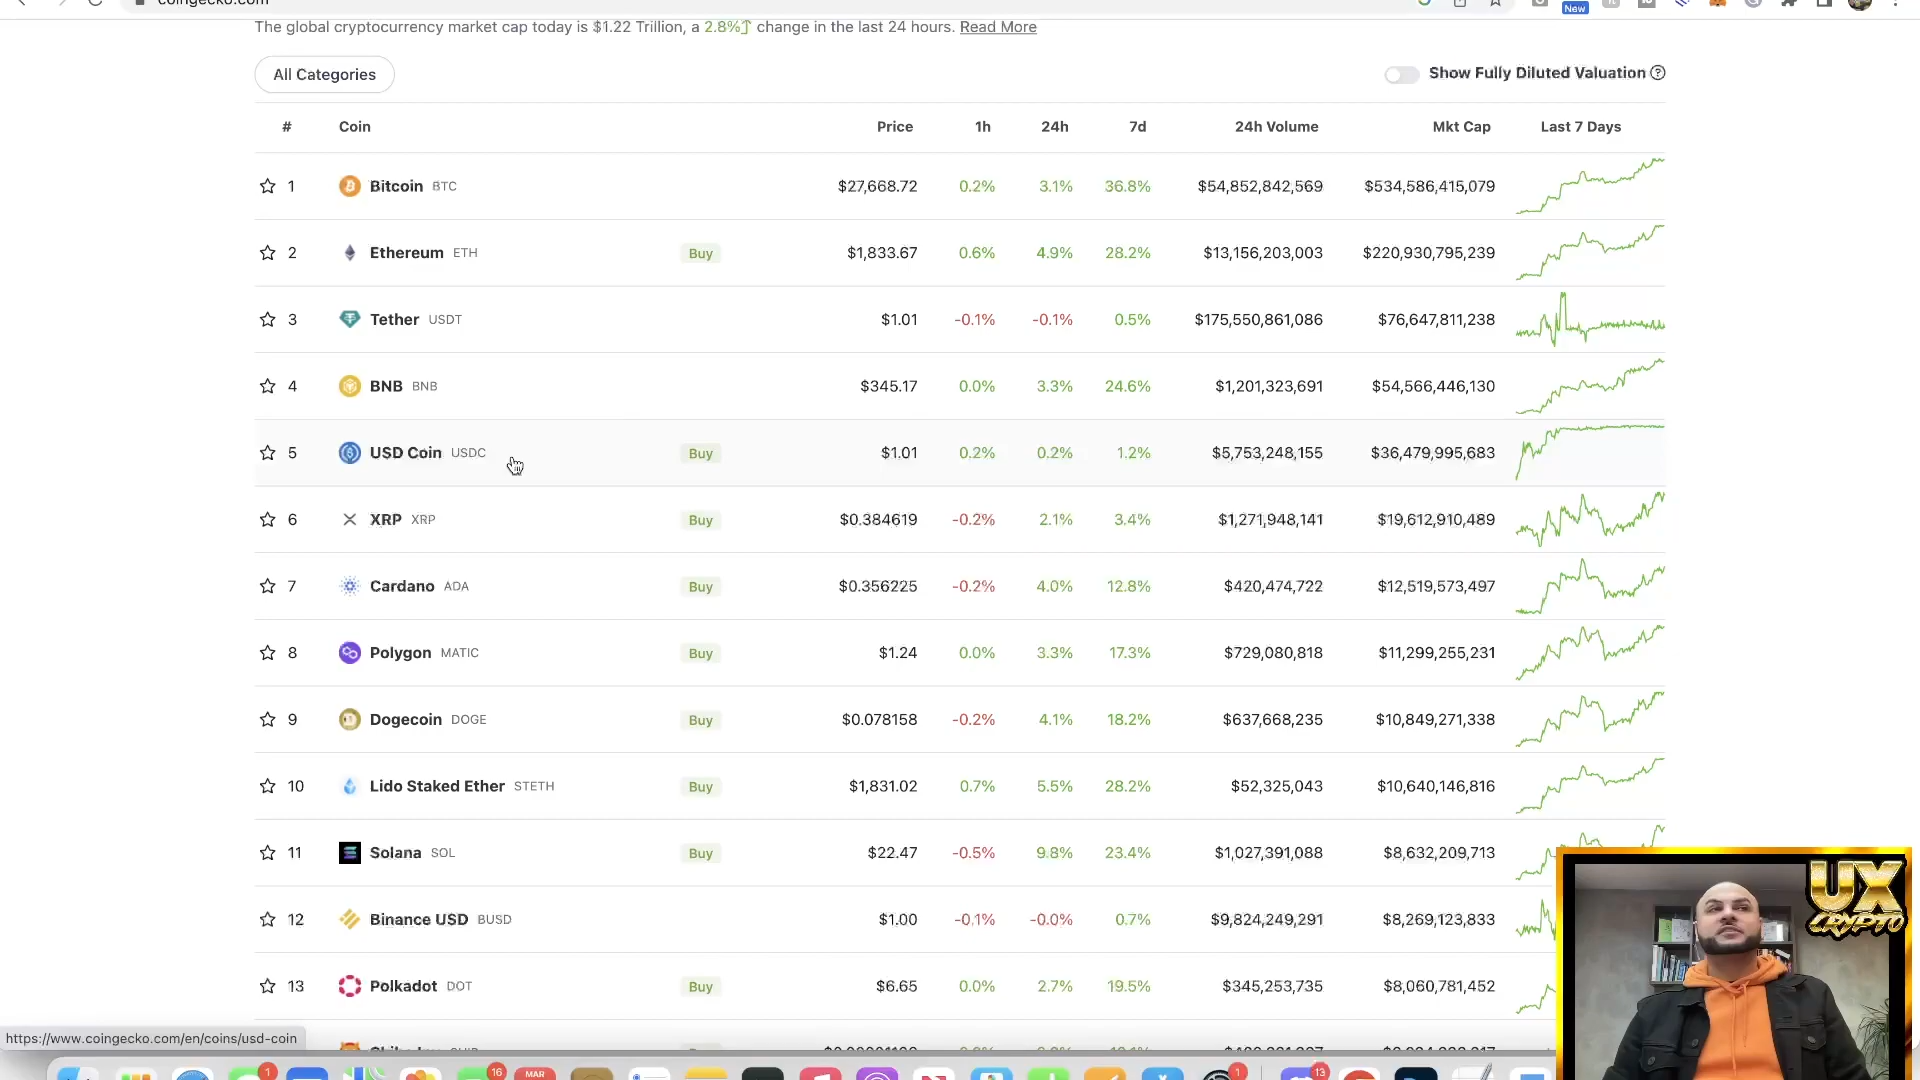 coingecko.com
New
The global cryptocurrency market cap today is $1.22 Trillion, a 2.8% change in the last 24 hours. Read More
All Categories
Show Fully Diluted Valuation
# Coin Price 1h 24h 7d 24h Volume Mkt Cap Last 7 Days
1 Bitcoin BTC $27,668.72 0.2% 3.1% 36.8% $54,852,842,569 $534,586,415,079
2 Ethereum ETH Buy $1,833.67 0.6% 4.9% 28.2% $13,156,203,003 $220,930,795,239
3 Tether USDT $1.01 -0.1% -0.1% 0.5% $175,550,861,086 $76,647,811,238
4 BNB BNB $345.17 0.0% 3.3% 24.6% $1,201,323,691 $54,566,446,130
5 USD Coin USDC Buy $1.01 0.2% 0.2% 1.2% $5,753,248,155 $36,479,995,683
6 XRP XRP Buy $0.384619 -0.2% 2.1% 3.4% $1,271,948,141 $19,612,910,489
7 Cardano ADA Buy $0.356225 -0.2% 4.0% 12.8% $420,474,722 $12,519,573,497
8 Polygon MATIC Buy $1.24 0.0% 3.3% 17.3% $729,080,818 $11,299,255,231
9 Dogecoin DOGE Buy $0.078158 -0.2% 4.1% 18.2% $637,668,235 $10,849,271,338
10 Lido Staked Ether STETH Buy $1,831.02 0.7% 5.5% 28.2% $52,325,043 $10,640,146,816
11 Solana SOL Buy $22.47 -0.5% 9.8% 23.4% $1,027,391,088 $8,632,209,713
12 Binance USD BUSD $1.00 -0.1% -0.0% 0.7% $9,824,249,291 $8,269,123,833
13 Polkadot DOT Buy $6.65 0.0% 2.7% 19.5% $345,253,735 $8,060,781,452
UX
CRYPTO
https://www.coingecko.com/en/coins/usd-coin
1 16 MAR 1 13